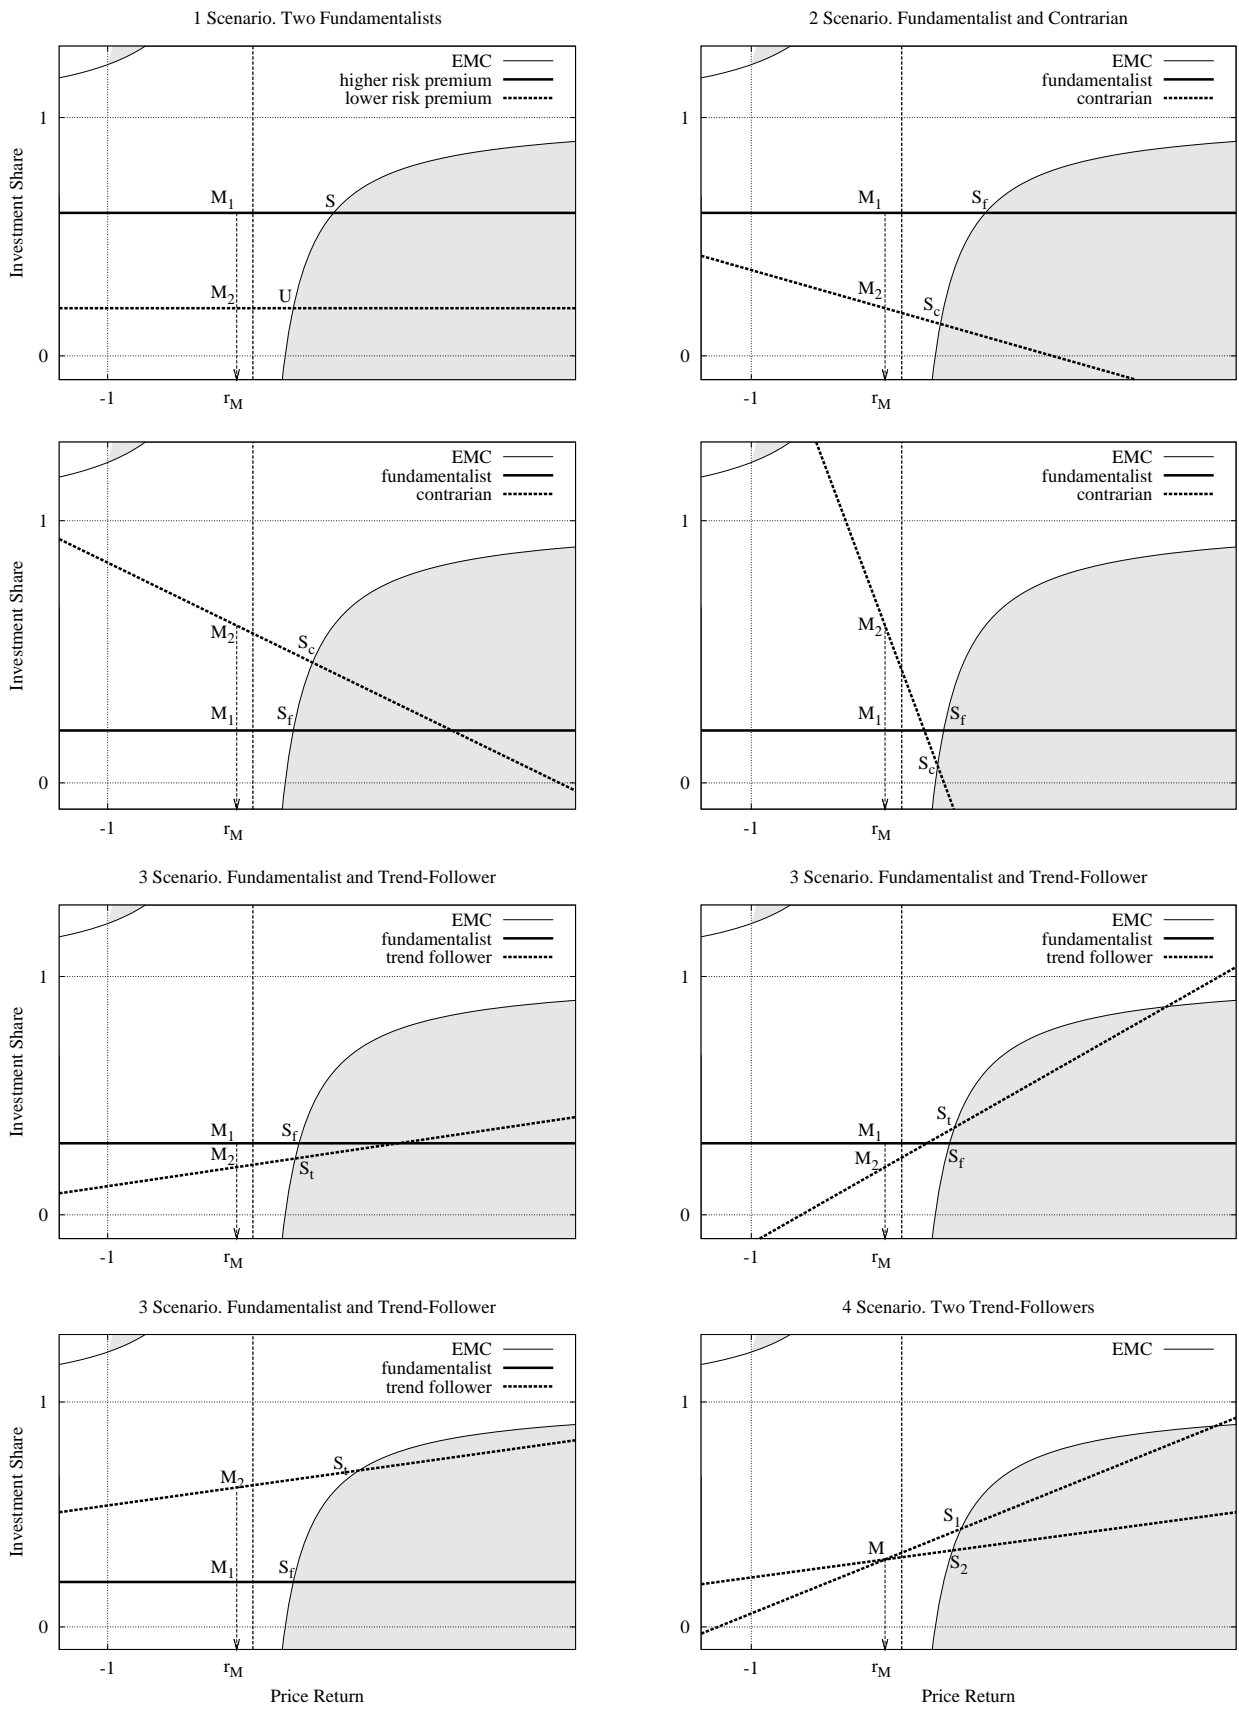 1 Scenario. Two Fundamentalists
EMC
higher risk premium
lower risk premium
Investment Share
1
0
M1
S
M2
U
-1
rM
2 Scenario. Fundamentalist and Contrarian
EMC
fundamentalist
contrarian
1
0
M1
Sf
M2
Sc
-1
rM
EMC
fundamentalist
contrarian
Investment Share
1
0
M2
Sc
M1
Sf
-1
rM
EMC
fundamentalist
contrarian
1
0
M2
M1
Sf
Sc
-1
rM
3 Scenario. Fundamentalist and Trend-Follower
EMC
fundamentalist
trend follower
Investment Share
1
0
M1
Sf
M2
St
-1
rM
3 Scenario. Fundamentalist and Trend-Follower
EMC
fundamentalist
trend follower
1
0
St
M1
M2
Sf
-1
rM
3 Scenario. Fundamentalist and Trend-Follower
EMC
fundamentalist
trend follower
Investment Share
1
0
M2
St
M1
Sf
-1
rM
Price Return
4 Scenario. Two Trend-Followers
EMC
1
0
S1
M
S2
-1
rM
Price Return